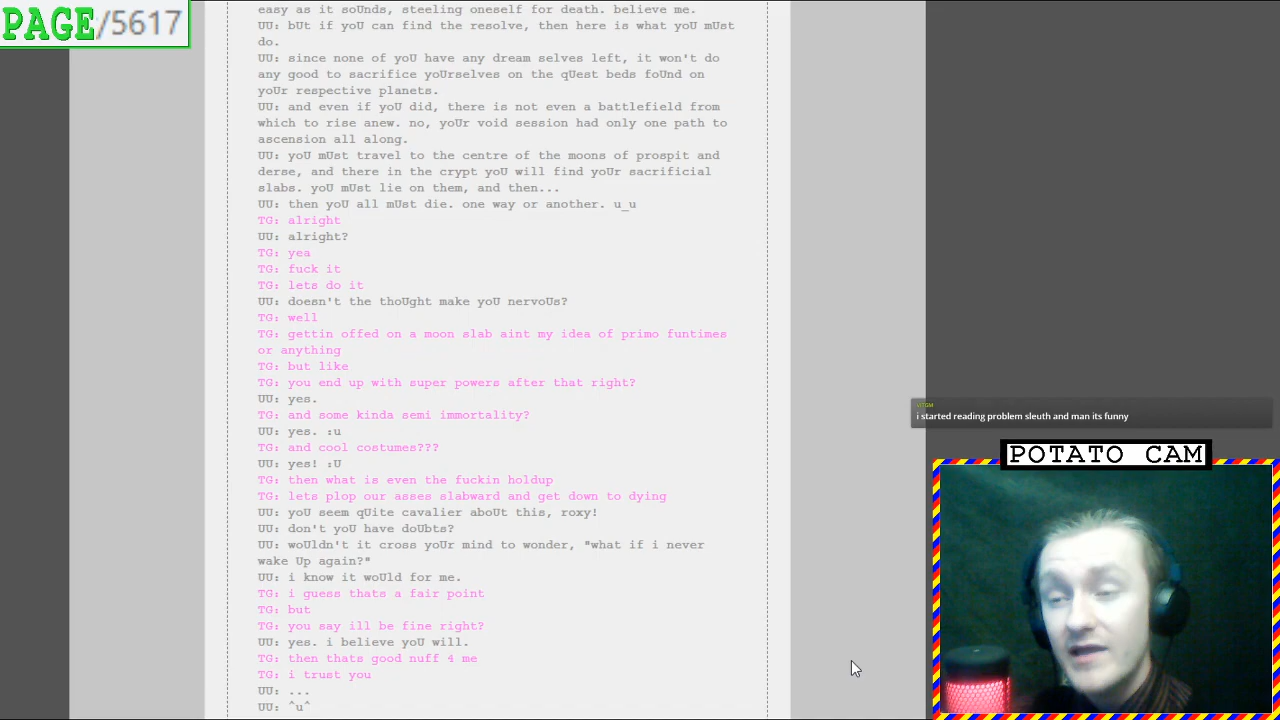 PAGE/5617
easy as it soUnds, steeling oneself for death. believe me.
UU: bUt if yoU can find the resolve, then here is what yoU mUst
do.
UU: since none of yoU have any dream selves left, it won't do
any good to sacrifice yoUrselves on the qUest beds foUnd on
yoUr respective planets.
UU: and even if yoU did, there is not even a battlefield from
which to rise anew. no, yoUr void session had only one path to
ascension all along.
UU: yoU mUst travel to the centre of the moons of prospit and
derse, and there in the crypt yoU will find yoUr sacrificial
slabs. yoU mUst lie on them, and then...
UU: then yoU all mUst die. one way or another. u_u
TG: alright
UU: alright?
TG: yea
TG: fuck it
TG: lets do it
UU: doesn't the thoUght make yoU nervoUs?
TG: well
TG: gettin offed on a moon slab aint my idea of primo funtimes
or anything
TG: but like
TG: you end up with super powers after that right?
UU: yes.
TG: and some kinda semi immortality?
UU: yes. :u
TG: and cool costumes???
UU: yes! :U
TG: then what is even the fuckin holdup
TG: lets plop our asses slabward and get down to dying
UU: yoU seem qUite cavalier aboUt this, roxy!
UU: don't yoU have doUbts?
UU: woUldn't it cross yoUr mind to wonder, "what if i never
wake Up again?"
UU: i know it woUld for me.
TG: i guess thats a fair point
TG: but
TG: you say ill be fine right?
UU: yes. i believe yoU will.
TG: then thats good nuff 4 me
TG: i trust you
UU: ...
UU: ^u^
i started reading problem sleuth and man its funny
POTATO CAM